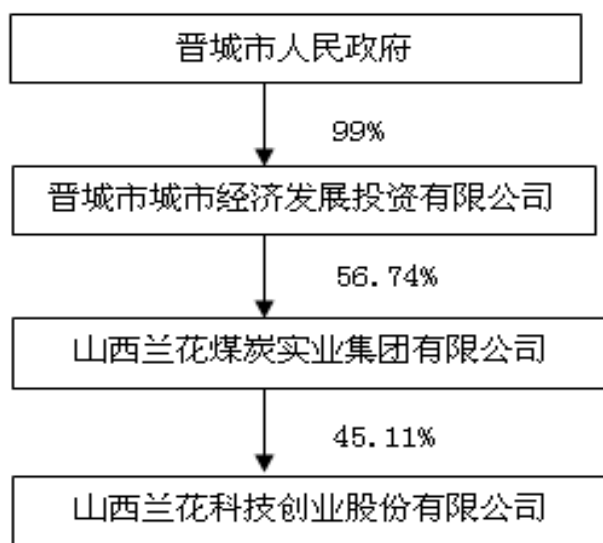 晋城市人民政府
99%
晋城市城市经济发展投资有限公司
56.74%
山西兰花煤炭实业集团有限公司
45.11%
山西兰花科技创业股份有限公司